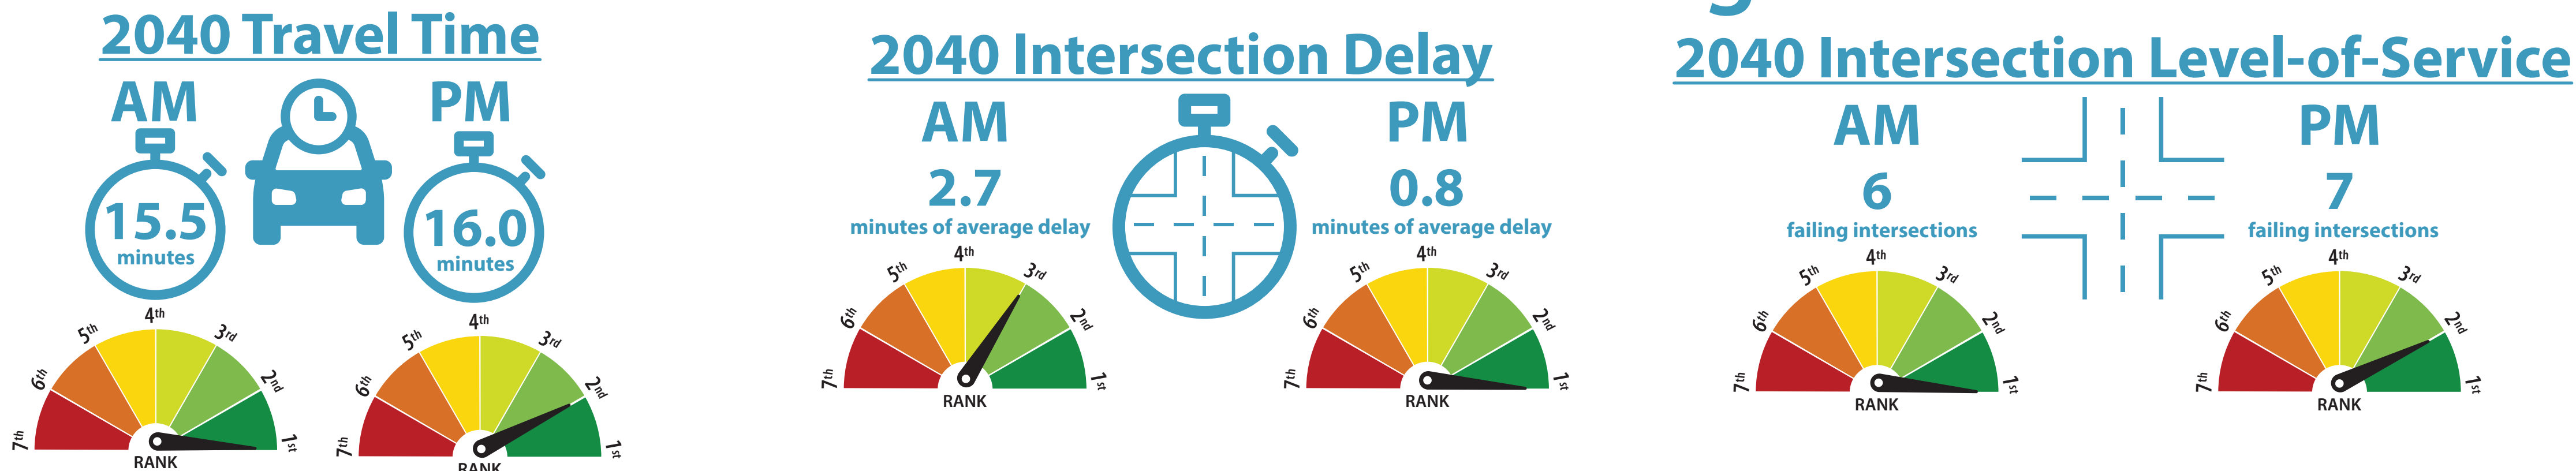 2040 Travel Time
AM
PM
15.5
minutes
16.0
minutes
7th
6th
5th
4th
3rd
2nd
1st
RANK
7th
6th
5th
4th
3rd
2nd
1st
RANK
2040 Intersection Delay
AM
PM
2.7
minutes of average delay
0.8
minutes of average delay
7th
6th
5th
4th
3rd
2nd
1st
RANK
7th
6th
5th
4th
3rd
2nd
1st
RANK
2040 Intersection Level-of-Service
AM
PM
6
failing intersections
7
failing intersections
7th
6th
5th
4th
3rd
2nd
1st
RANK
7th
6th
5th
4th
3rd
2nd
1st
RANK